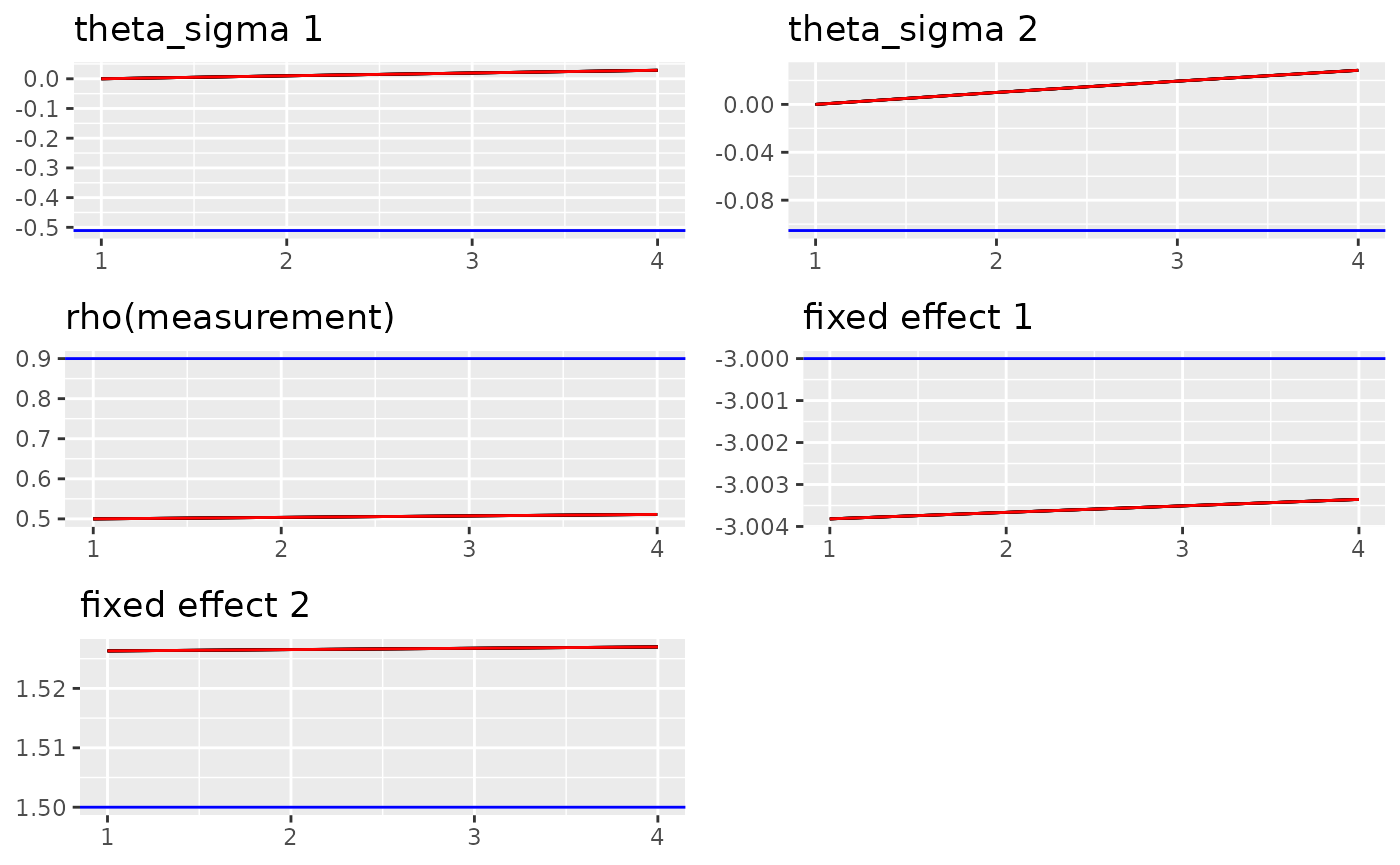 theta_sigma 1
0.0
-0.1
-0.2
-0.3
-0.4
-0.5
1 2 3 4
theta_sigma 2
0.00
-0.04
-0.08
1 2 3 4
rho(measurement)
0.9
0.8
0.7
0.6
0.5
1 2 3 4
fixed effect 1
-3.000
-3.001
-3.002
-3.003
-3.004
1 2 3 4
fixed effect 2
1.52
1.51
1.50
1 2 3 4